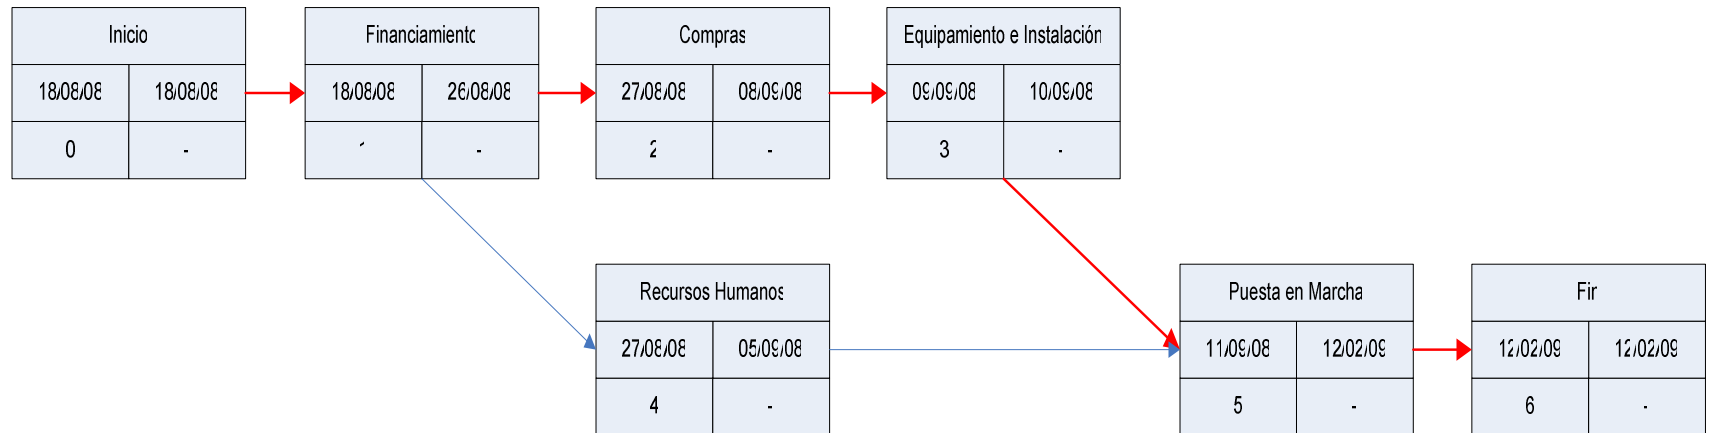 Inicio
18/08/08 18/08/08
0 -
Financiamiento
18/08/08 26/08/08
1 -
Compras
27/08/08 08/09/08
2 -
Equipamiento e Instalación
09/09/08 10/09/08
3 -
Recursos Humanos
27/08/08 05/09/08
4 -
Puesta en Marcha
11/09/08 12/02/09
5 -
Fin
12/02/09 12/02/09
6 -